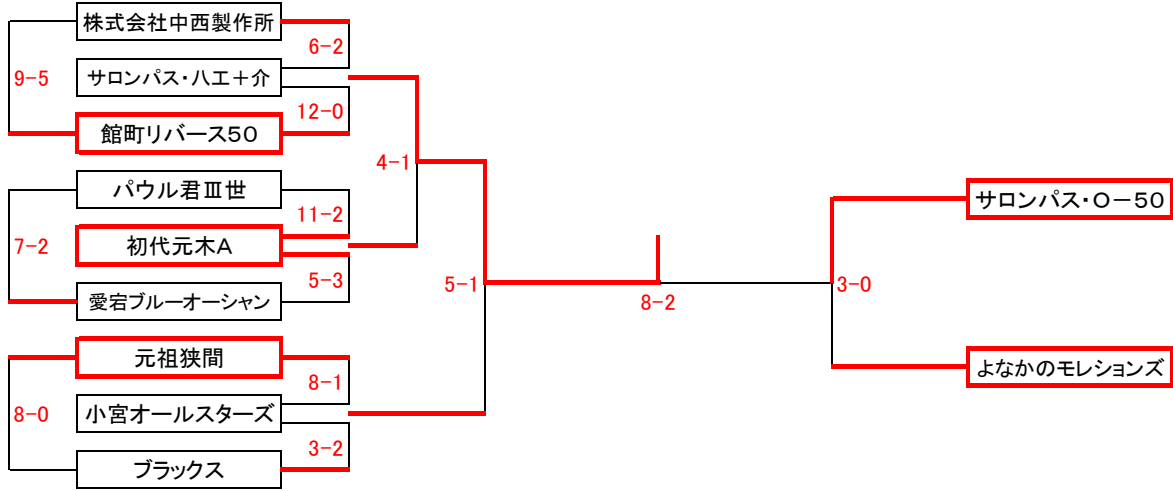 株式会社中西製作所
6-2
9-5
サロンパス・八工＋介
12-0
館町リバース50
4-1
パウル君Ⅲ世
サロンパス・O－50
11-2
7-2
初代元木A
5-3
5-1
3-0
愛宕ブルーオーシャン
8-2
元祖狭間
よなかのモレションズ
8-1
8-0
小宮オールスターズ
3-2
ブラックス